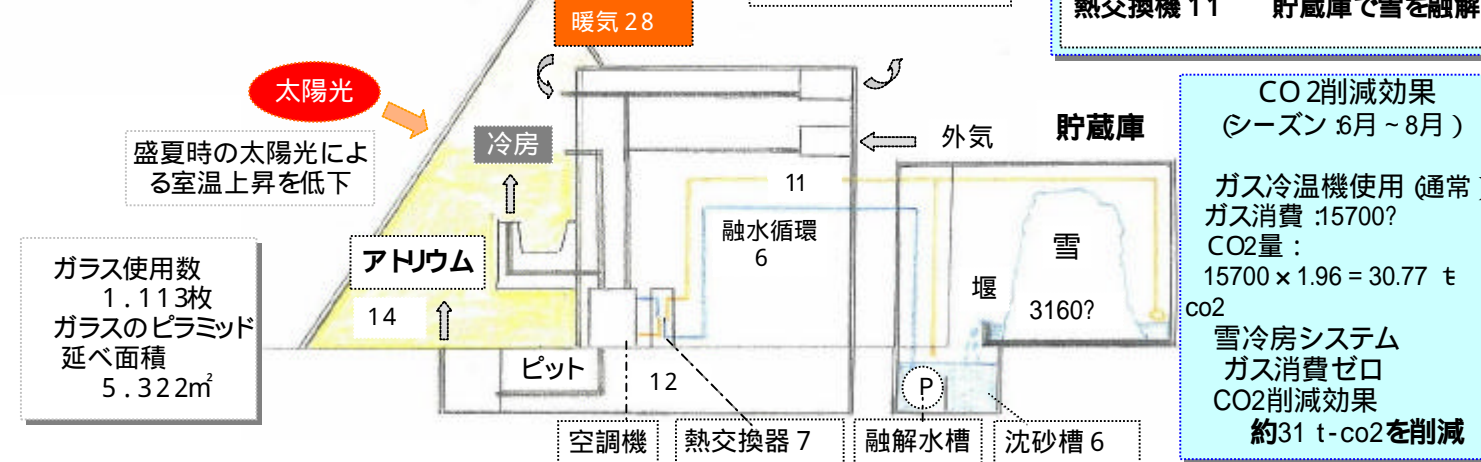 熱交換機11 貯蔵庫で雪を融解
暖気28
太陽光
盛夏時の太陽光によ
る室温上昇を低下
冷房
外気
貯蔵庫
11
融水循環
6
雪
堰
3160?
アトリウム
14
ピット
12
P
空調機
熱交換器7
融解水槽
沈砂槽6
ガラス使用数
1.113枚
ガラスのピラミッド
延べ面積
5.322㎡
CO2削減効果
(シーズン:6月~8月)
ガス冷温機使用(通常)
ガス消費:15700?
CO2量:
15700×1.96=30.77 t
co2
雪冷房システム
ガス消費ゼロ
CO2削減効果
約31 t-co2を削減